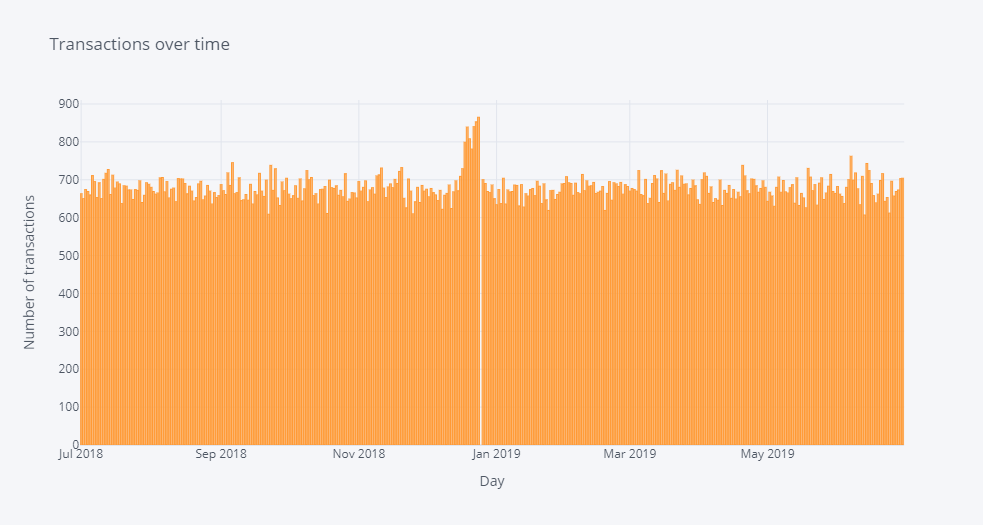 Transactions over time
900
800
700
600
500
400
300
200
100
0
Number of transactions
Jul 2018 Sep 2018 Nov 2018 Jan 2019 Mar 2019 May 2019
Day